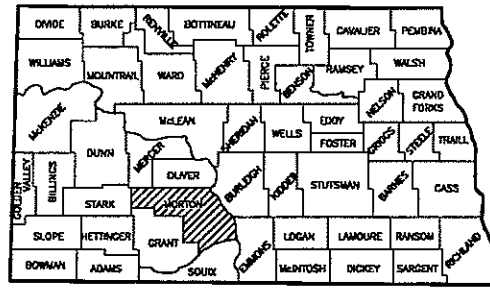 DIVIDE BURKE RENVILLE BOTTINEAU ROLETTE TOWNER CAVALIER PEMBINA
WILLIAMS MOUNTRAIL WARD McHENRY PIERCE BENSON RAMSEY WALSH
McKENZIE McLEAN SHERIDAN WELLS EDDY FOSTER NELSON GRAND FORKS
GOLDEN VALLEY BILLINGS DUNN MERCER OLIVER BURLEIGH KIDDER STUTSMAN GRIGGS STEELE TRAILL
STARK MORTON BARNES CASS
SLOPE HETTINGER GRANT EMMONS LOGAN LAMOURE RANSOM RICHLAND
BOWMAN ADAMS SOUIX McINTOSH DICKEY SARGENT